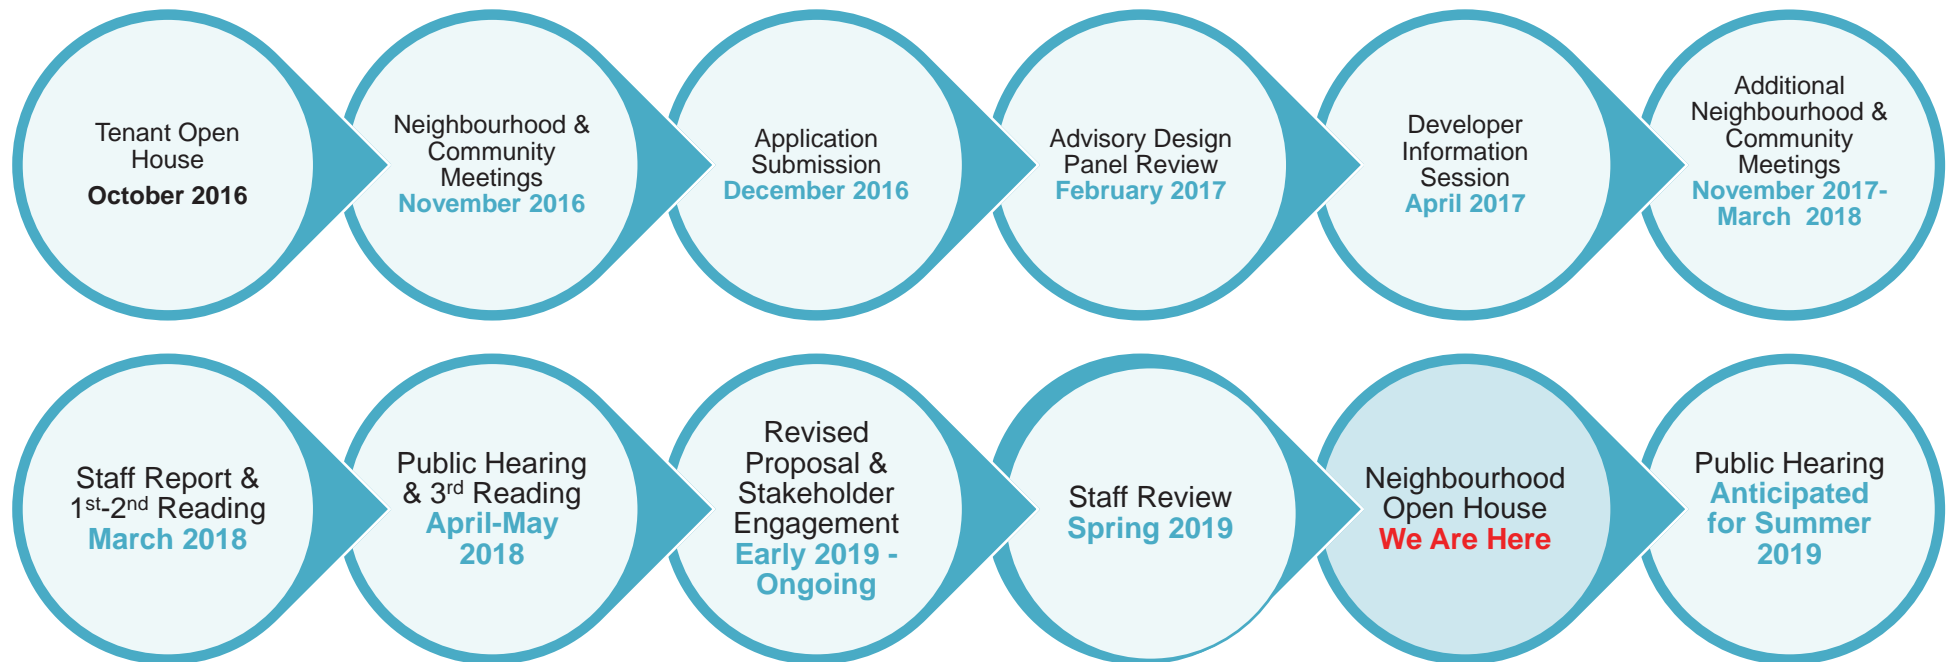 Tenant Open
House
October 2016
Neighbourhood &
Community
Meetings
November 2016
Application
Submission
December 2016
Advisory Design
Panel Review
February 2017
Developer
Information
Session
April 2017
Additional
Neighbourhood &
Community
Meetings
November 2017-
March 2018
Staff Report &
1st-2nd Reading
March 2018
Public Hearing
& 3rd Reading
April-May
2018
Revised
Proposal &
Stakeholder
Engagement
Early 2019 -
Ongoing
Staff Review
Spring 2019
Neighbourhood
Open House
We Are Here
Public Hearing
Anticipated
for Summer
2019